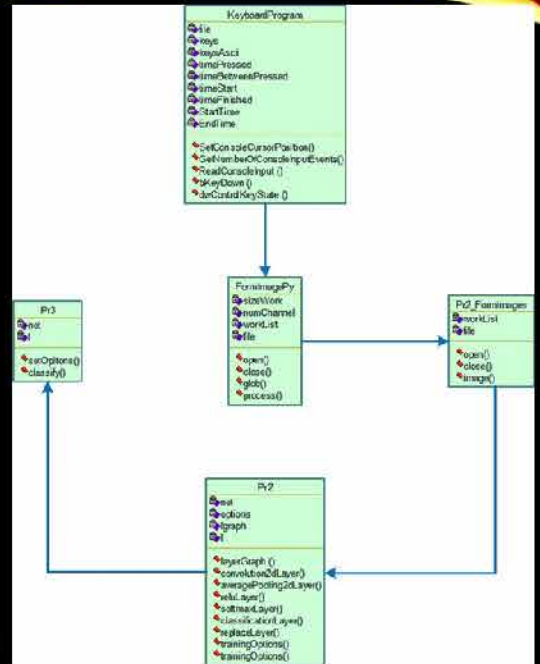 KeyboardProgram
file
keys
keysAscii
timePressed
timeBetweenPressed
timeStart
timeFinished
StartTime
EndTime
SetConsoleCursorPosition()
GetNumberOfConsoleInputEvents()
ReadConsoleInput ()
bKeyDown ()
dwControlKeyState ()
FormImagePy
sizeWork
numChannel
workList
file
open()
close()
glob()
process()
Pr2_FormImages
workList
file
open()
close()
image()
Pr3
net
I
setOptions()
classify()
Pr2
net
options
lgraph
I
layerGraph ()
convolution2dLayer()
averagePooling2dLayer()
reluLayer()
softmaxLayer()
classificationLayer()
replaceLayer()
trainingOptions()
trainingOptions()